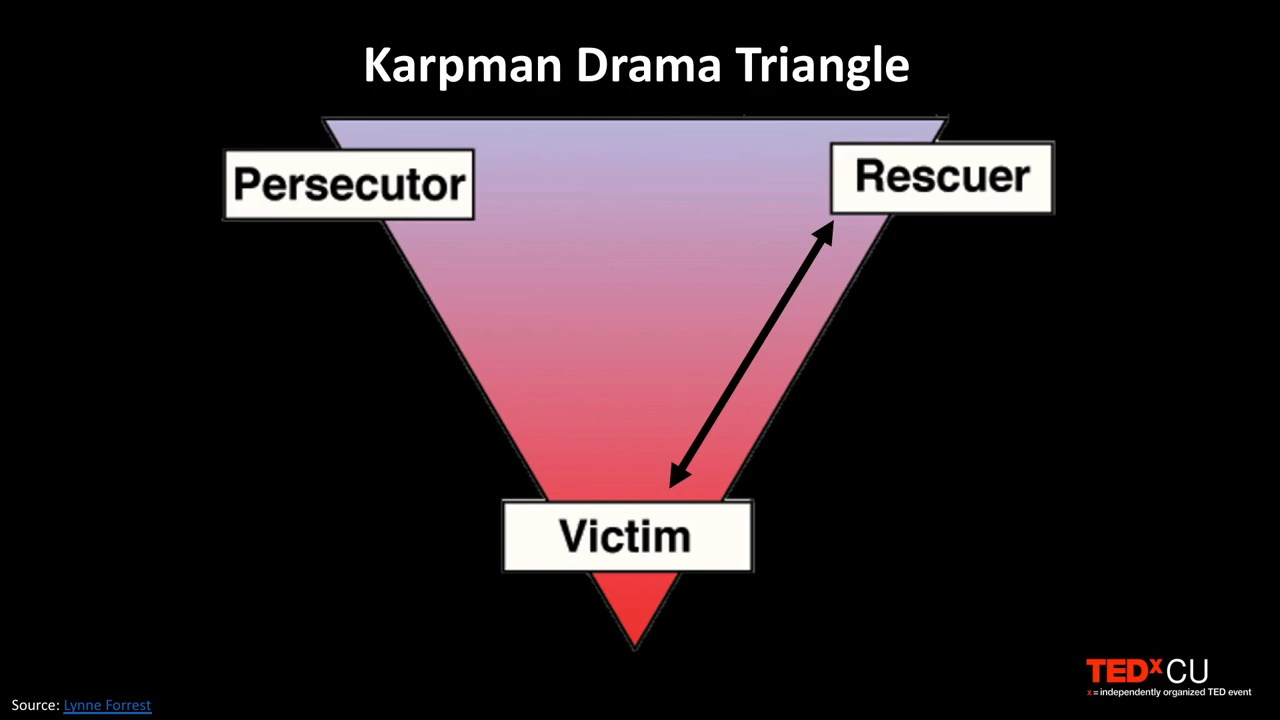 Karpman Drama Triangle
Persecutor
Rescuer
Victim
TEDxCU
x = independently organized TED event
Source: Lynne Forrest